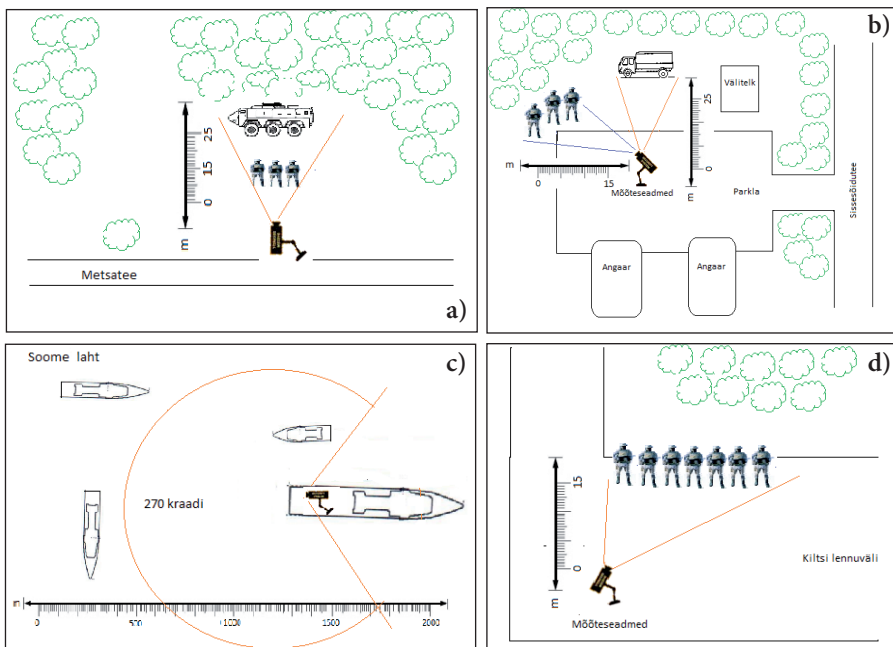 25
15
0
m
Metsatee
a)
b)
Välitelk
25
0
m
m
0
15
Mõõteseadmed
Parkla
Sissesõidutee
Angaar
Angaar
Soome laht
c)
270 kraadi
m
0
500
1000
1500
2000
d)
15
0
m
Kiltsi lennuväli
Mõõteseadmed